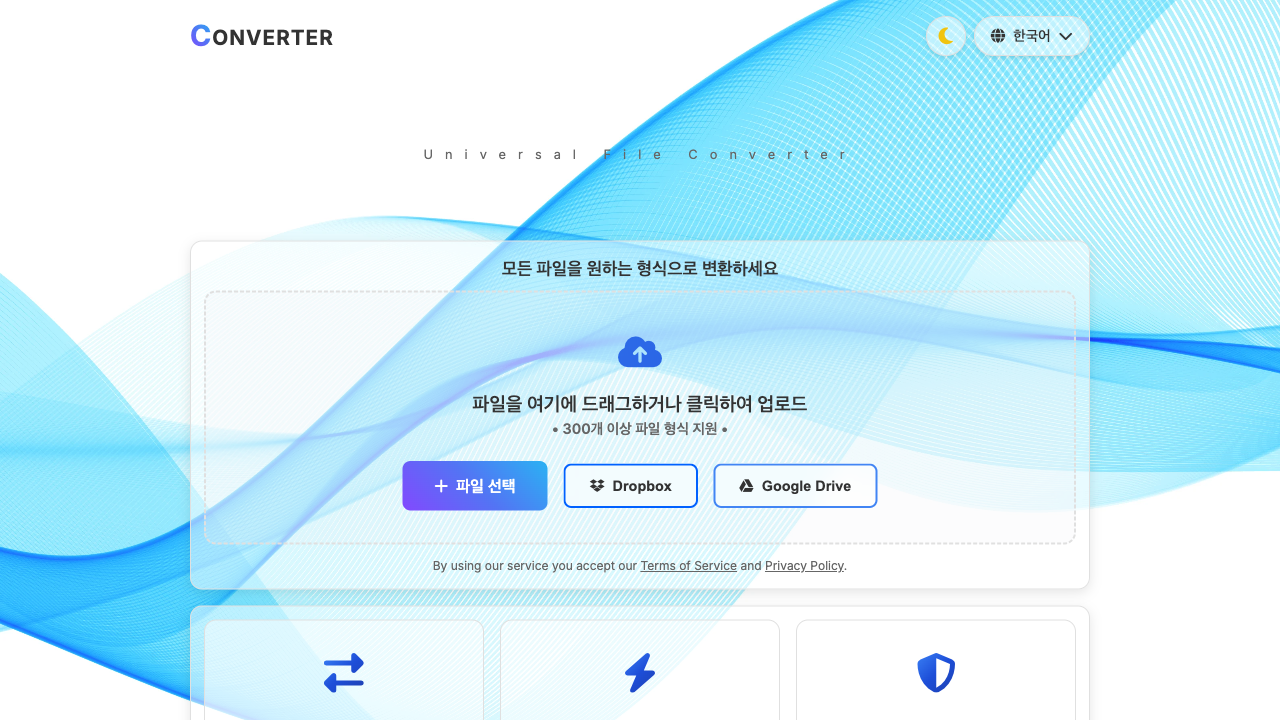 CONVERTER
한국어
Universal File Converter
모든 파일을 원하는 형식으로 변환하세요
파일을 여기에 드래그하거나 클릭하여 업로드
• 300개 이상 파일 형식 지원 •
파일 선택
Dropbox
Google Drive
By using our service you accept our Terms of Service and Privacy Policy.